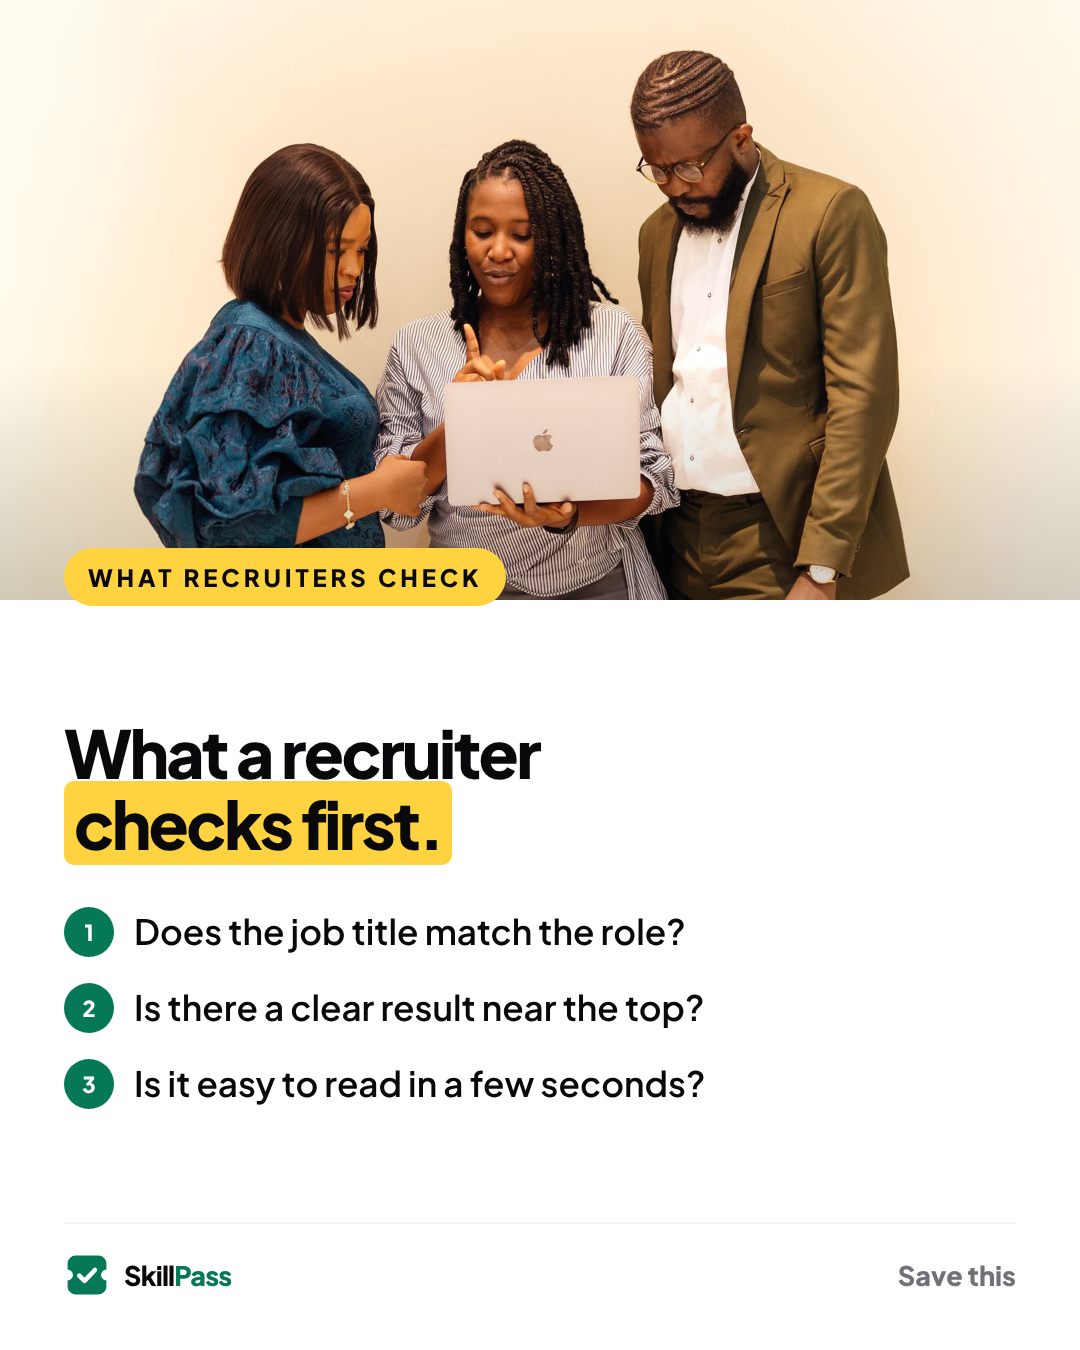 WHAT RECRUITERS CHECK
What a recruiter
checks first.
1 Does the job title match the role?
2 Is there a clear result near the top?
3 Is it easy to read in a few seconds?
SkillPass
Save this